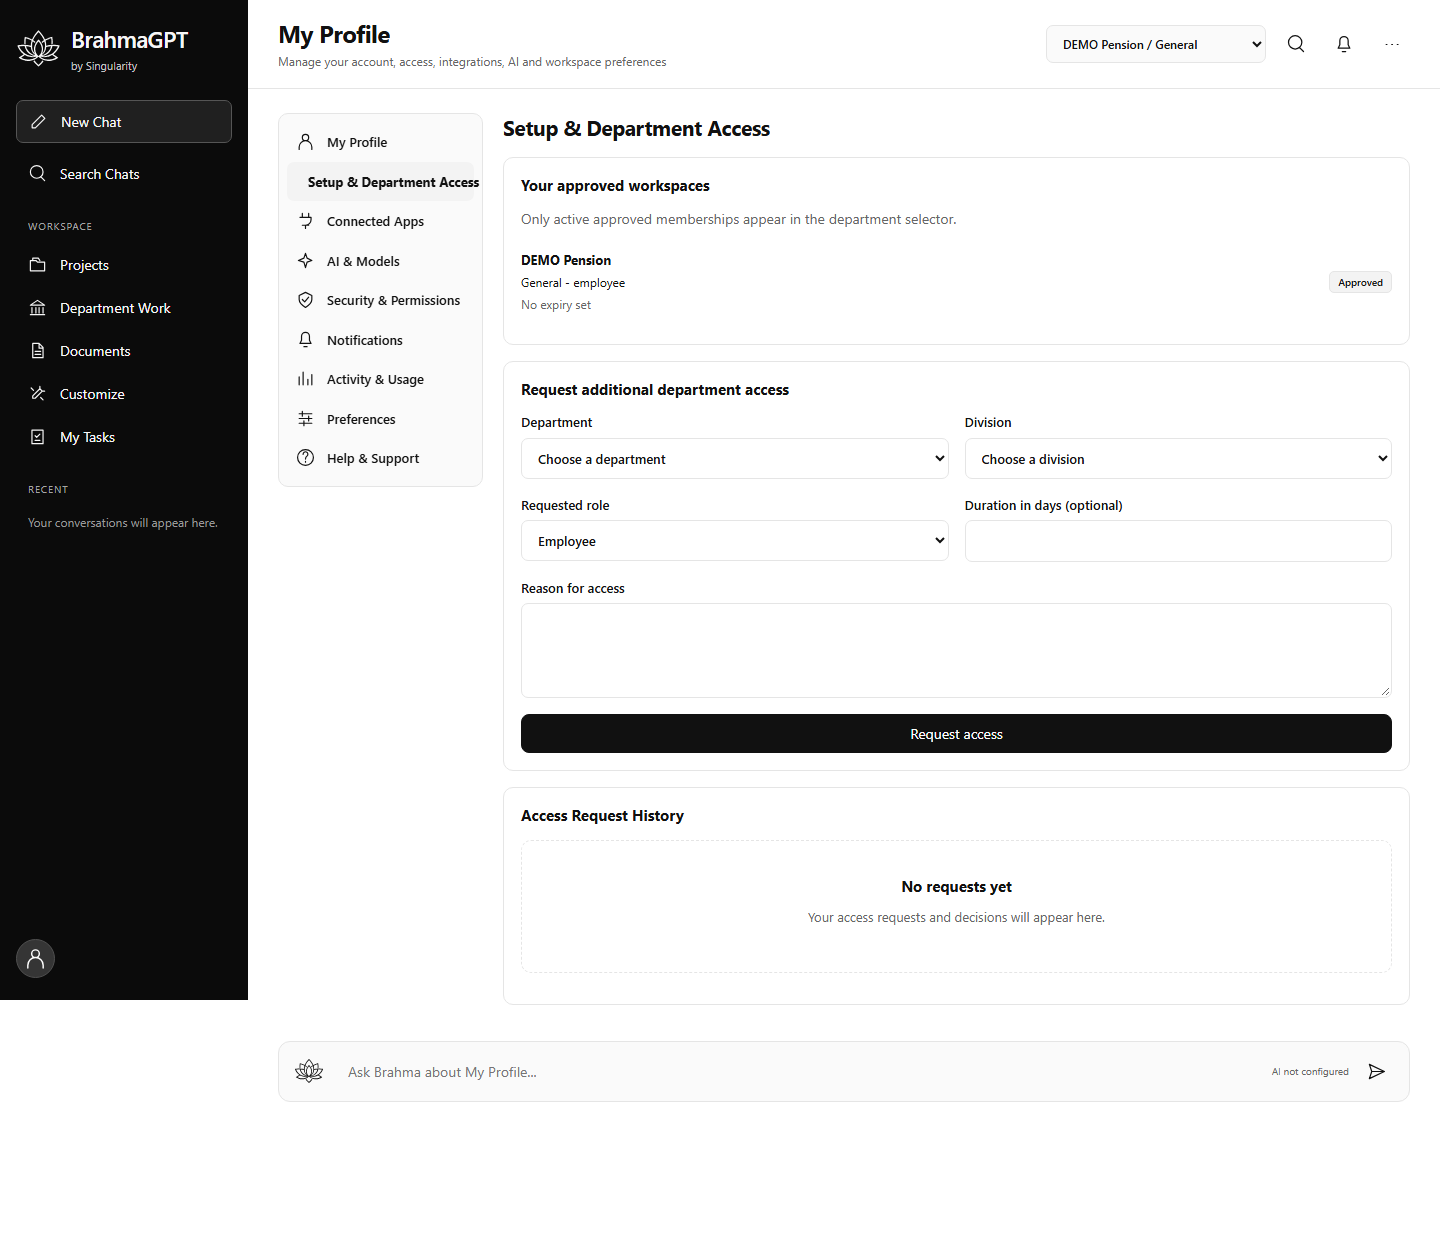 BrahmaGPT
by Singularity
New Chat
Search Chats
WORKSPACE
Projects
Department Work
Documents
Customize
My Tasks
RECENT
Your conversations will appear here.
My Profile
Manage your account, access, integrations, AI and workspace preferences
DEMO Pension / General
My Profile
Setup & Department Access
Connected Apps
AI & Models
Security & Permissions
Notifications
Activity & Usage
Preferences
Help & Support
Setup & Department Access
Your approved workspaces
Only active approved memberships appear in the department selector.
DEMO Pension
General - employee
No expiry set
Approved
Request additional department access
Department
Choose a department
Division
Choose a division
Requested role
Employee
Duration in days (optional)
Reason for access
Request access
Access Request History
No requests yet
Your access requests and decisions will appear here.
Ask Brahma about My Profile...
AI not configured